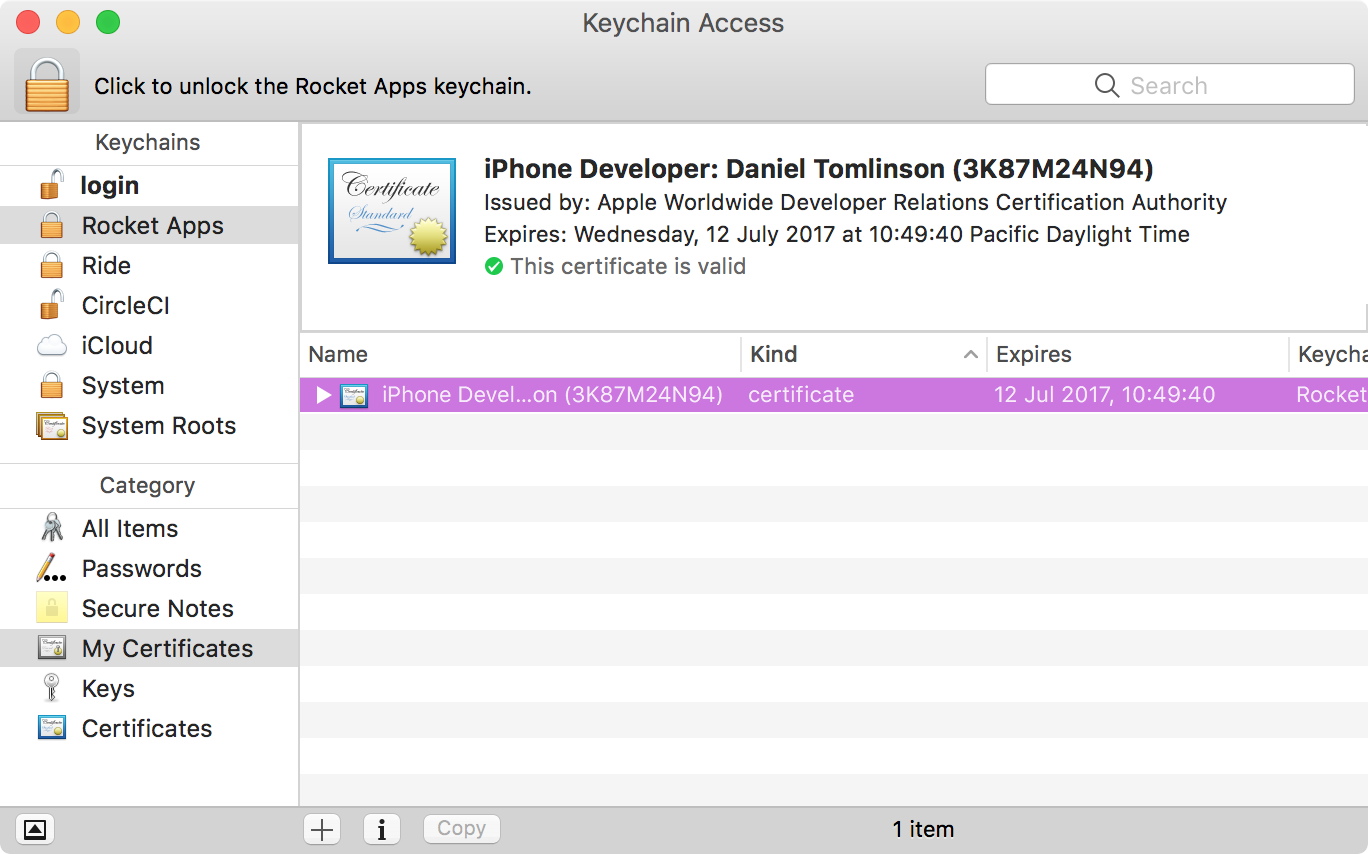 Keychain Access
Click to unlock the Rocket Apps keychain.
Search
Keychains
login
Rocket Apps
Ride
CircleCI
iCloud
System
System Roots
Category
All Items
Passwords
Secure Notes
My Certificates
Keys
Certificates
Certificate
Standard
iPhone Developer: Daniel Tomlinson (3K87M24N94)
Issued by: Apple Worldwide Developer Relations Certification Authority
Expires: Wednesday, 12 July 2017 at 10:49:40 Pacific Daylight Time
This certificate is valid
Name Kind Expires Keycha
iPhone Devel...on (3K87M24N94) certificate 12 Jul 2017, 10:49:40 Rocket
Copy
1 item